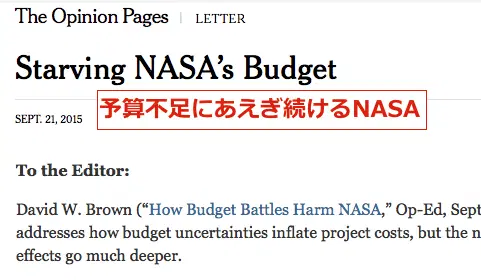 The Opinion Pages | LETTER
Starving NASA's Budget
SEPT. 21, 2015
予算不足にあえぎ続けるNASA
To the Editor:
David W. Brown (“How Budget Battles Harm NASA,” Op-Ed, Sept
addresses how budget uncertainties inflate project costs, but the n
effects go much deeper.